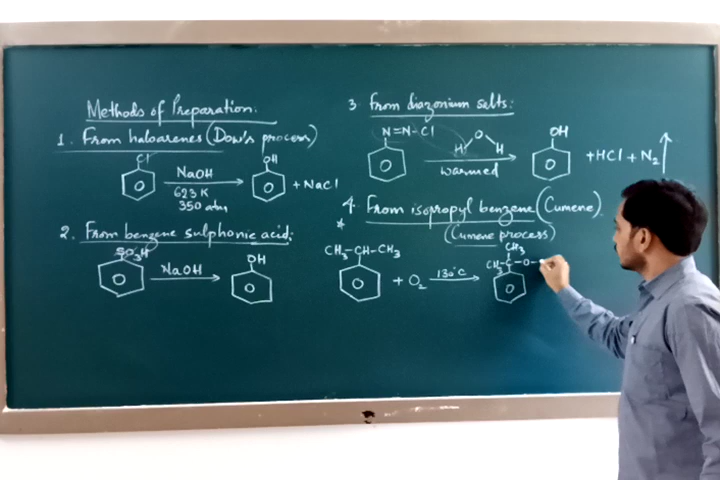 Methods of Preparation:
1. From haloarenes (Dow's process)
Cl
NaOH
623 K
350 atm
OH
+ NaCl
2. From benzene sulphonic acid:
SO3H
NaOH
OH
3. From diazonium salts:
N=N-Cl
H O H
warmed
OH
+ HCl + N2↑
4. From isopropyl benzene (Cumene).
* (Cumene process)
CH3-CH-CH3
+ O2
130°C
CH3
CH3-C-O-